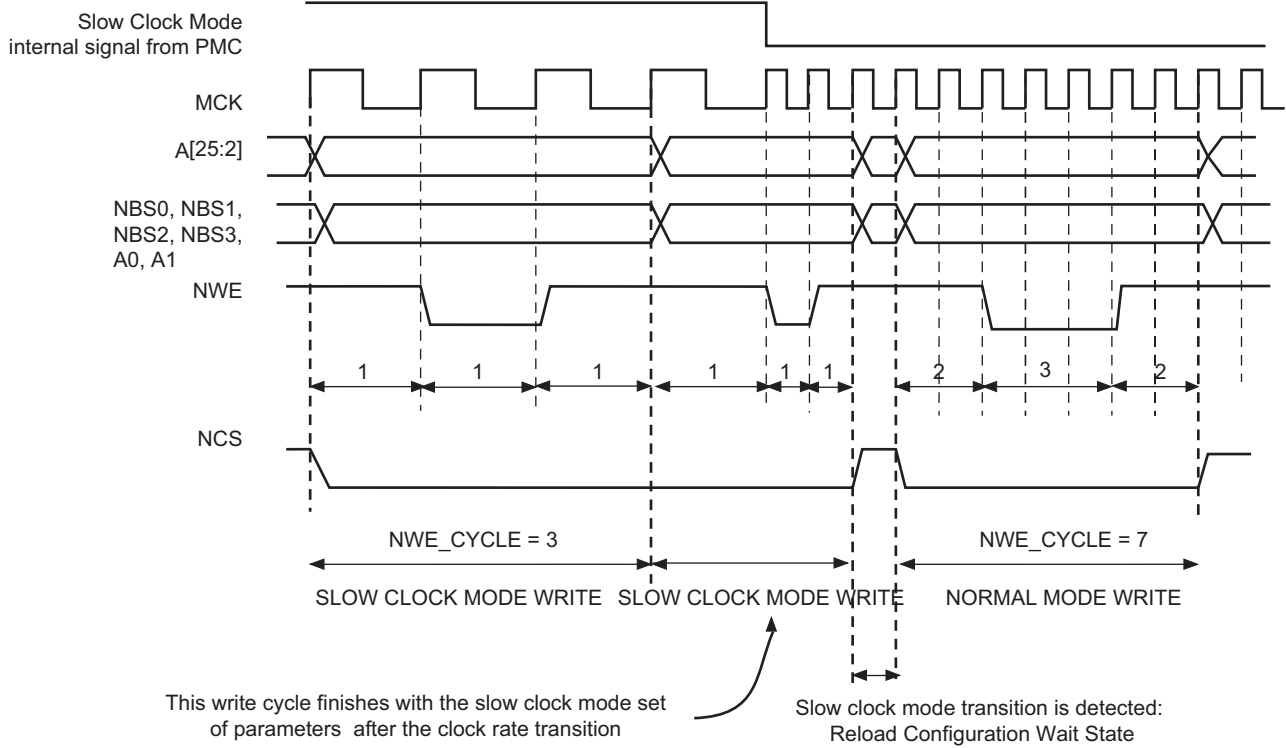 Slow Clock Mode
internal signal from PMC
MCK
A[25:2]
NBS0, NBS1,
NBS2, NBS3,
A0, A1
NWE
1 1 1 1 1 1 2 3 2
NCS
NWE_CYCLE = 3 NWE_CYCLE = 7
SLOW CLOCK MODE WRITE SLOW CLOCK MODE WRITE NORMAL MODE WRITE
This write cycle finishes with the slow clock mode set
of parameters after the clock rate transition
Slow clock mode transition is detected:
Reload Configuration Wait State